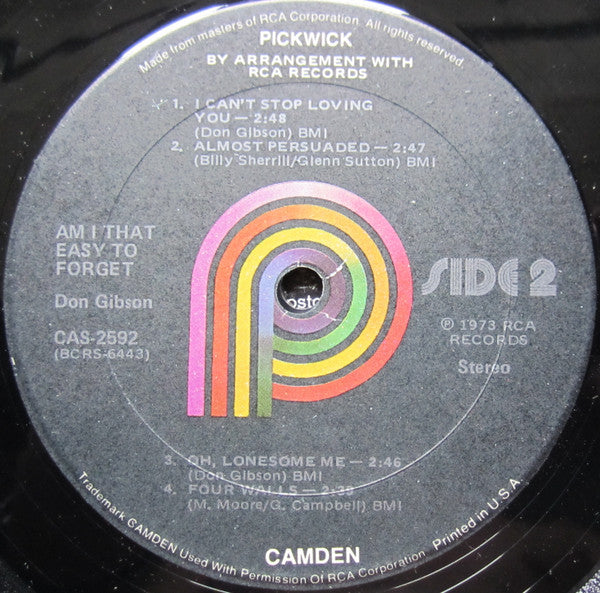 Made from masters of RCA Corporation. All rights reserved.
PICKWICK
BY ARRANGEMENT WITH
RCA RECORDS
1. I CAN'T STOP LOVING
YOU — 2:48
(Don Gibson) BMI
2. ALMOST PERSUADED — 2:47
(Billy Sherrill/Glenn Sutton) BMI
AM I THAT
EASY TO
FORGET
Don Gibson
CAS-2592
(BCRS-6443)
SIDE 2
℗ 1973 RCA
RECORDS
Stereo
3. OH, LONESOME ME — 2:46
(Don Gibson) BMI
4. FOUR WALLS —
(M. Moore/G. Campbell) BMI
CAMDEN
Trademark CAMDEN Used With Permission Of RCA Corporation. Printed in U.S.A.